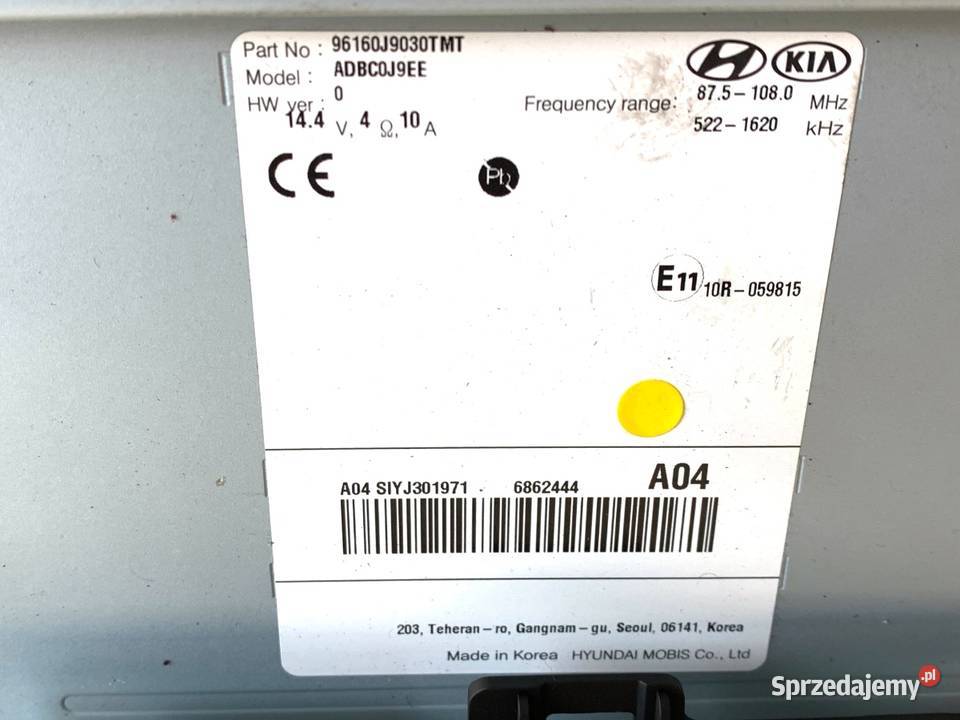 Part No : 96160J9030TMT
Model : ADBC0J9EE
HW ver : 0
14.4 V, 4 Ω, 10 A
HYUNDAI KIA
Frequency range: 87.5-108.0 MHz
522-1620 kHz
CE
Pb
E11 10R-059815
A04 SIYJ301971 6862444 A04
203, Teheran-ro, Gangnam-gu, Seoul, 06141, Korea
Made in Korea HYUNDAI MOBIS Co., Ltd
Sprzedajemy.pl